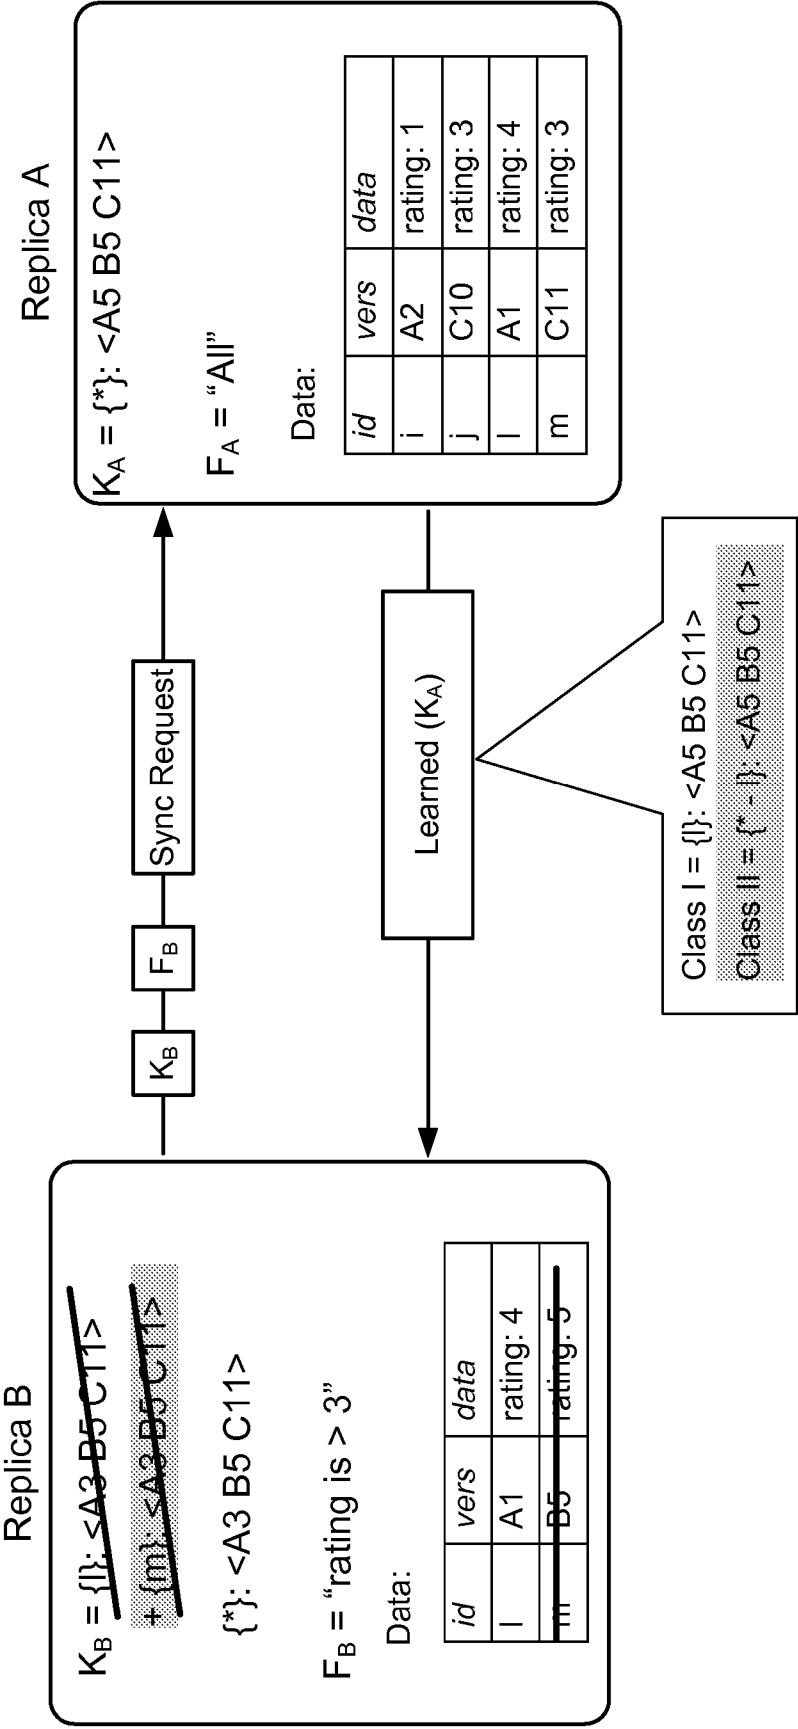 Replica B
K_B = {l}: <A3 B5 C11>
+ {m}: <A3 B5 C11>
{*}: <A3 B5 C11>
F_B = “rating is > 3”
Data:
id vers data
l A1 rating: 4
m B5 rating: 5
K_B
F_B
Sync Request
Learned (K_A)
Class I = {l}: <A5 B5 C11>
Class II = {* - l}: <A5 B5 C11>
Replica A
K_A = {*}: <A5 B5 C11>
F_A = “All”
Data:
id vers data
i A2 rating: 1
j C10 rating: 3
l A1 rating: 4
m C11 rating: 3